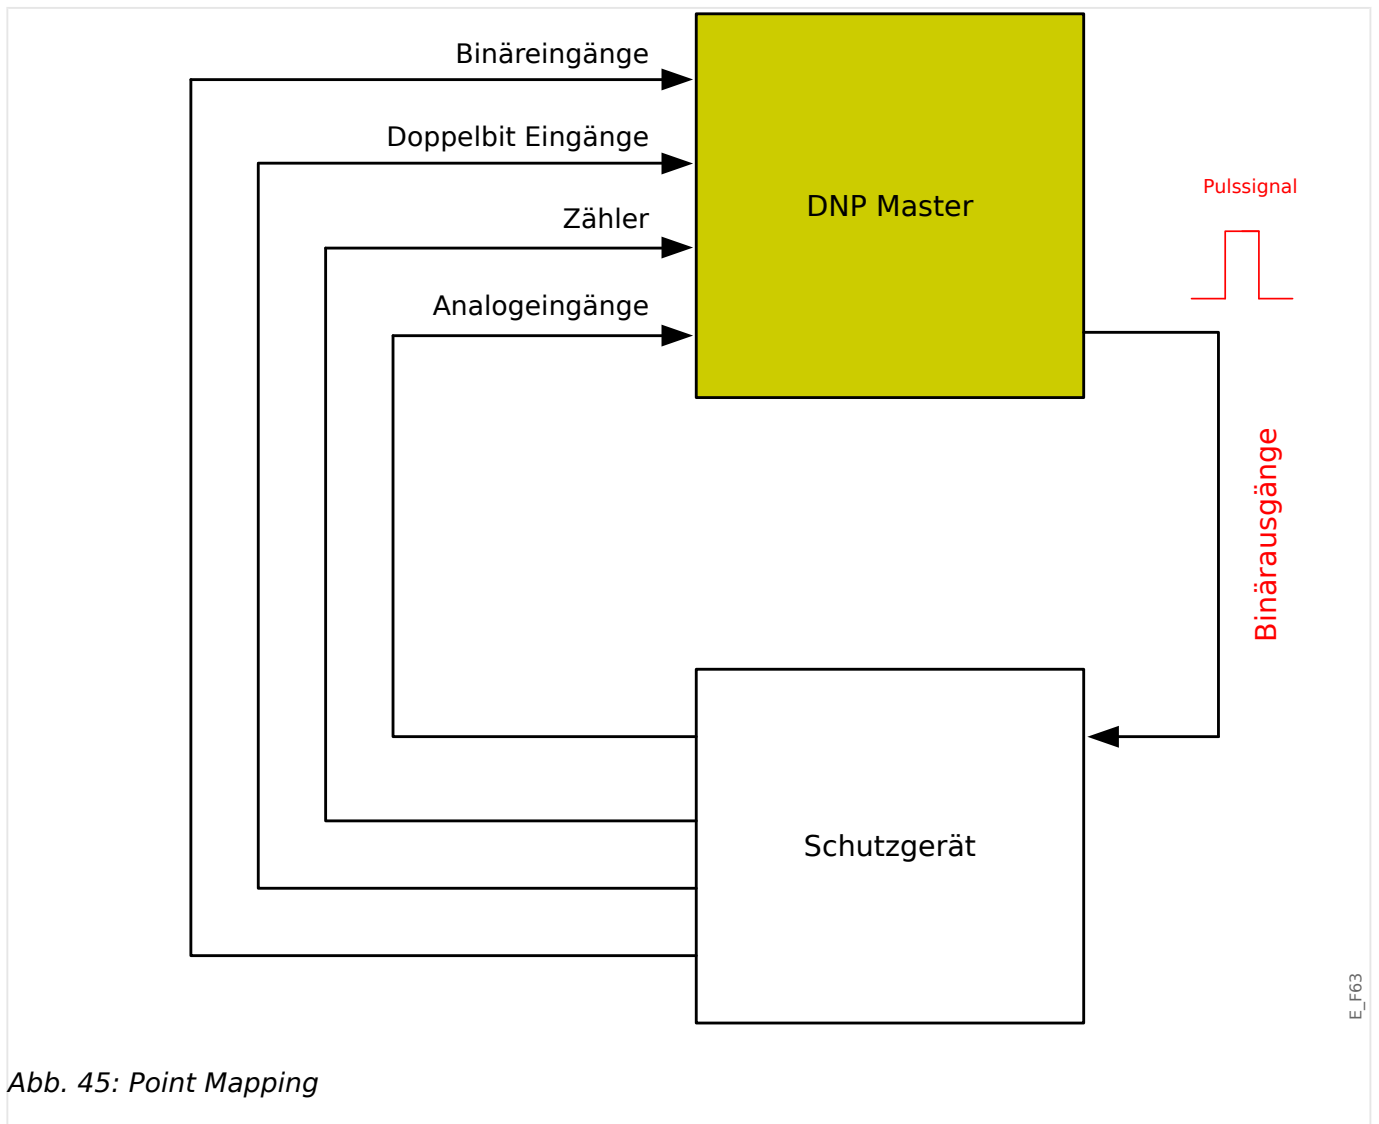 Binäreingänge
Doppelbit Eingänge
Zähler
Analogeingänge
DNP Master
Pulssignal
Binärausgänge
Schutzgerät
E_F63
Abb. 45: Point Mapping